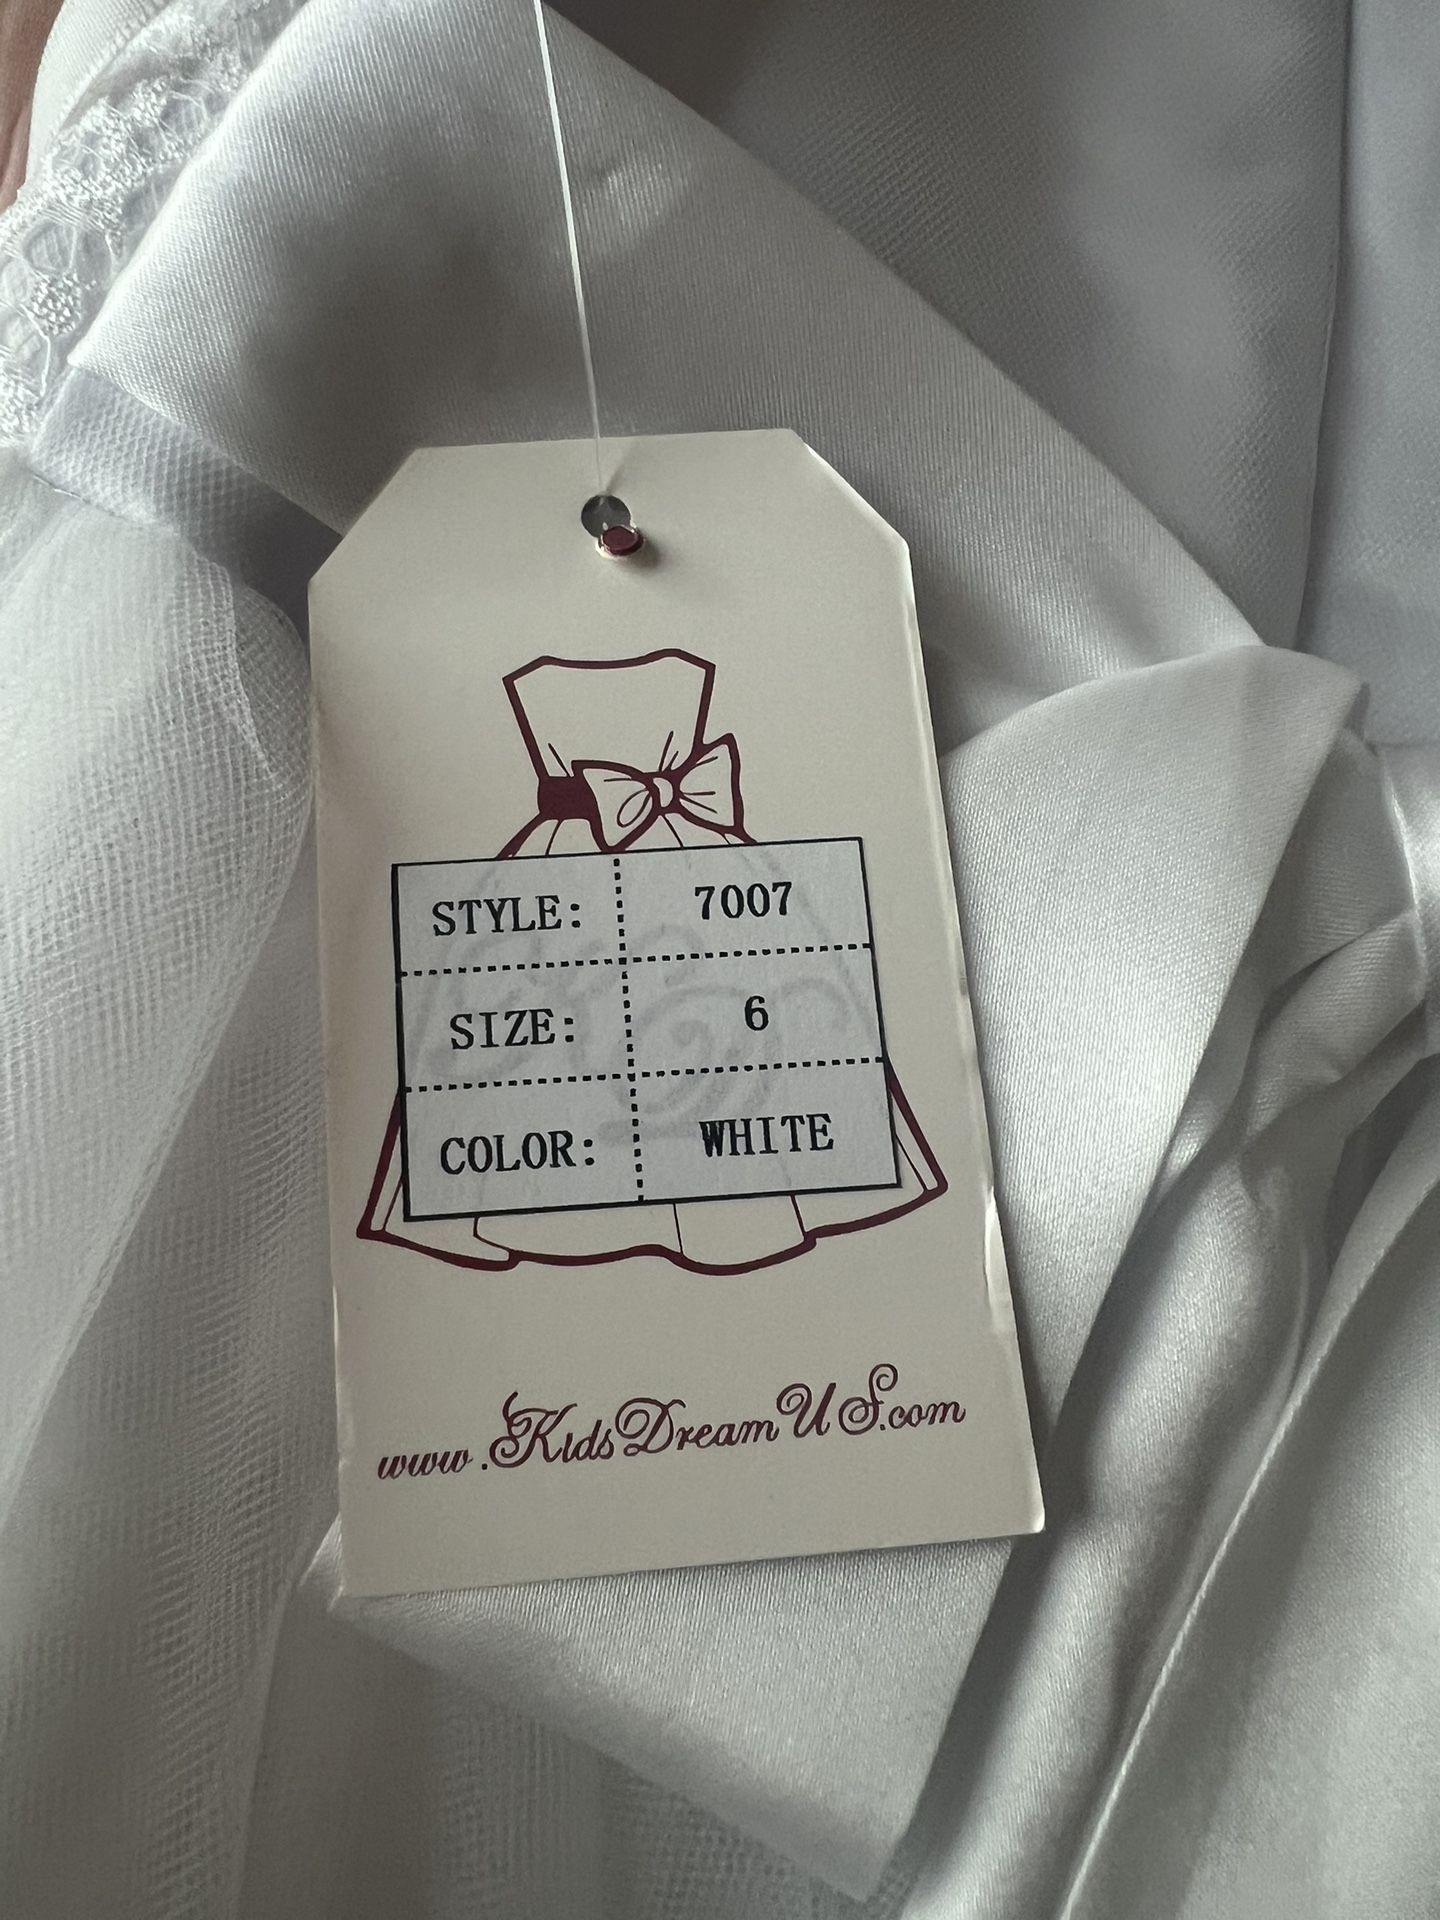 STYLE: 7007
SIZE: 6
COLOR: WHITE
www.KidsDreamUS.com